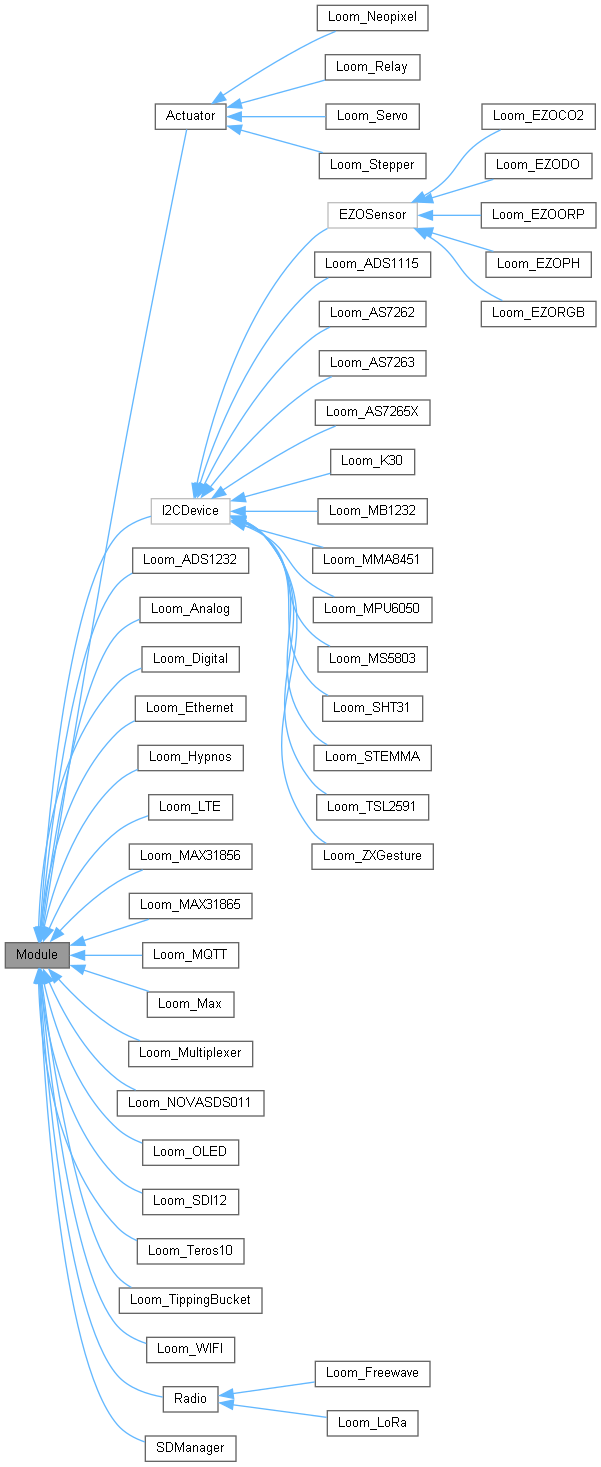 Loom_Neopixel
Loom_Relay
Actuator
Loom_Servo
Loom_EZOCO2
Loom_Stepper
Loom_EZODO
EZOSensor
Loom_EZOORP
Loom_ADS1115
Loom_EZOPH
Loom_AS7262
Loom_EZORGB
Loom_AS7263
Loom_AS7265X
Loom_K30
I2CDevice
Loom_MB1232
Loom_ADS1232
Loom_MMA8451
Loom_Analog
Loom_MPU6050
Loom_Digital
Loom_MS5803
Loom_Ethernet
Loom_SHT31
Loom_Hypnos
Loom_STEMMA
Loom_LTE
Loom_TSL2591
Loom_MAX31856
Loom_ZXGesture
Loom_MAX31865
Module
Loom_MQTT
Loom_Max
Loom_Multiplexer
Loom_NOVASDS011
Loom_OLED
Loom_SDI12
Loom_Teros10
Loom_TippingBucket
Loom_WIFI
Loom_Freewave
Radio
Loom_LoRa
SDManager